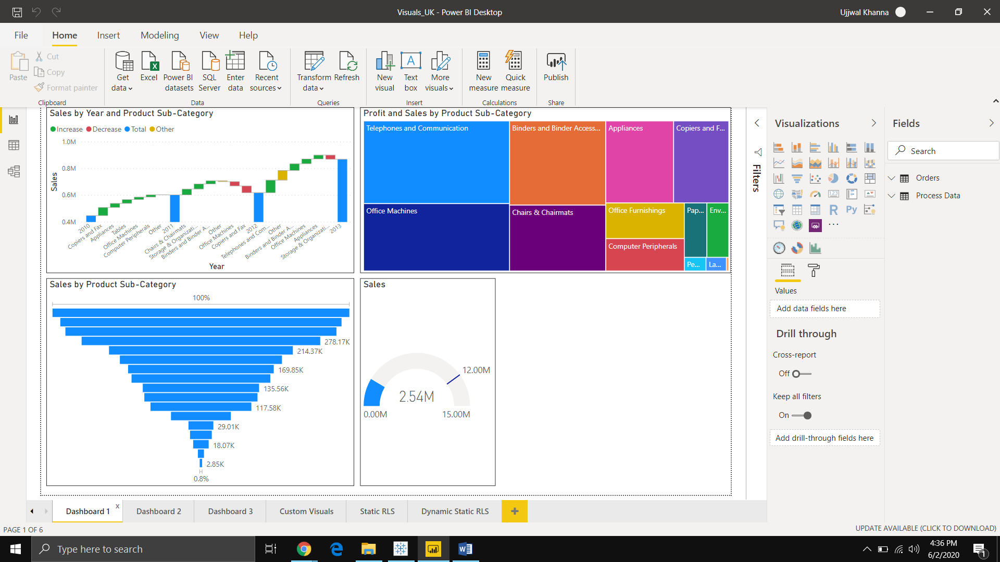 Visuals_UK - Power BI Desktop
Ujjwal Khanna
File Home Insert Modeling View Help
Paste
Cut
Copy
Format painter
Clipboard
Get data
Excel
Power BI datasets
SQL Server
Enter data
Recent sources
Data
Transform data
Refresh
Queries
New visual
Text box
More visuals
Insert
New measure
Quick measure
Calculations
Publish
Share
Sales by Year and Product Sub-Category
Increase Decrease Total Other
1.0M
0.8M
0.6M
0.4M
Sales
2010
Copiers and Fax
Appliances
Tables
Office Machines
Computer Peripherals
Other
2011
Chairs & Chairmats
Storage & Organizati...
Binders and Binder A...
Other
Office Machines
Copiers and Fax
2012
Telephones and Com...
Other
Binders and Binder A...
Office Machines
Appliances
Storage & Organizati...
2013
Year
Profit and Sales by Product Sub-Category
Telephones and Communication
Binders and Binder Access...
Appliances
Copiers and F...
Office Machines
Chairs & Chairmats
Office Furnishings
Pap...
Env...
Computer Peripherals
Pe...
La...
Sales by Product Sub-Category
100%
278.17K
214.37K
169.85K
135.56K
117.58K
29.01K
18.07K
2.85K
0.8%
Sales
12.00M
2.54M
0.00M
15.00M
Filters
Visualizations
R
Py
123
Values
Add data fields here
Drill through
Cross-report
Off
Keep all filters
On
Add drill-through fields here
Fields
Search
Orders
Process Data
Dashboard 1 x
Dashboard 2
Dashboard 3
Custom Visuals
Static RLS
Dynamic Static RLS
+
PAGE 1 OF 6
UPDATE AVAILABLE (CLICK TO DOWNLOAD)
Type here to search
4:36 PM
6/2/2020
1